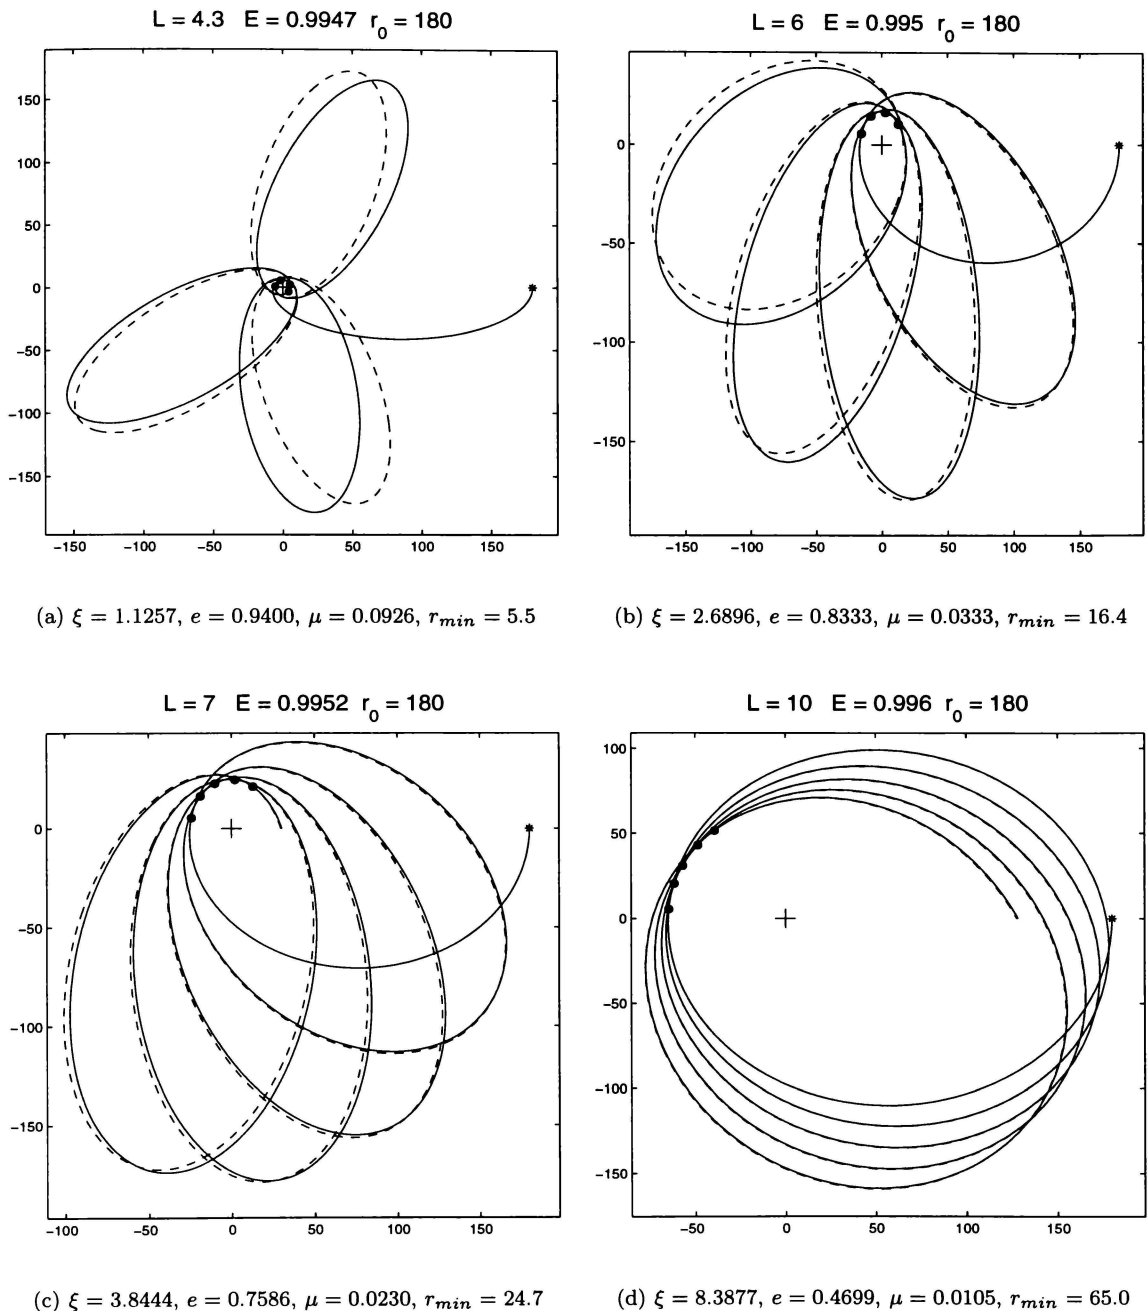 L = 4.3 E = 0.9947 r₀ = 180
150
100
50
0
−50
−100
−150
−150 −100 −50 0 50 100 150
(a) ξ = 1.1257, e = 0.9400, μ = 0.0926, r_min = 5.5
L = 6 E = 0.995 r₀ = 180
0
−50
−100
−150
−150 −100 −50 0 50 100 150
(b) ξ = 2.6896, e = 0.8333, μ = 0.0333, r_min = 16.4
L = 7 E = 0.9952 r₀ = 180
0
−50
−100
−150
−100 −50 0 50 100 150
(c) ξ = 3.8444, e = 0.7586, μ = 0.0230, r_min = 24.7
L = 10 E = 0.996 r₀ = 180
100
50
0
−50
−100
−150
−50 0 50 100 150
(d) ξ = 8.3877, e = 0.4699, μ = 0.0105, r_min = 65.0